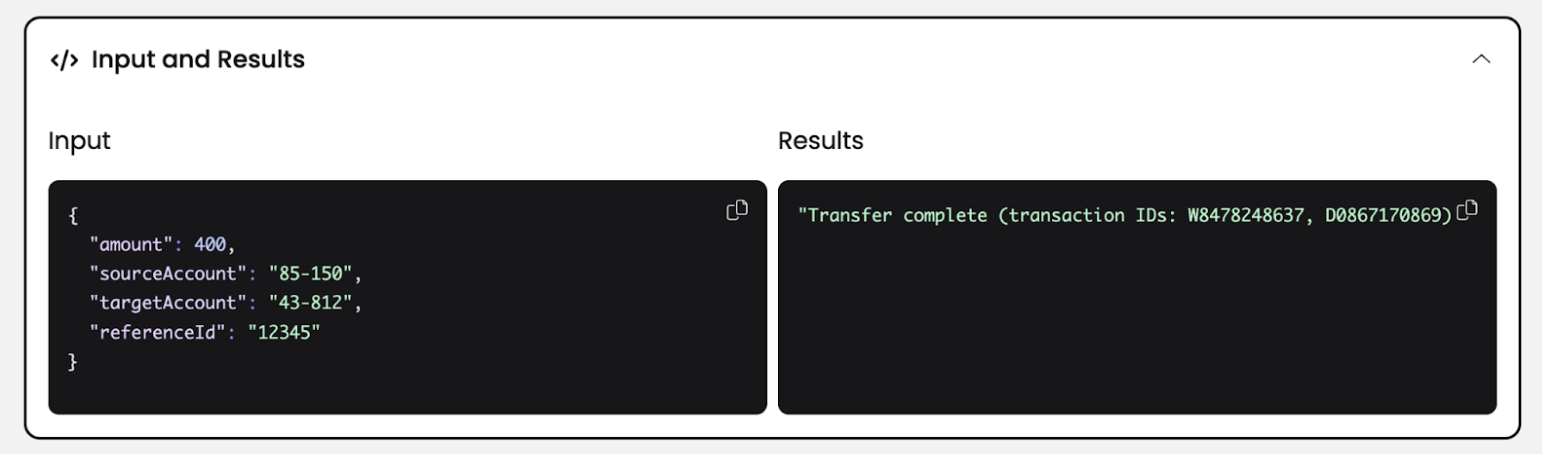 </> Input and Results
Input
Results
{
"amount": 400,
"sourceAccount": "85-150",
"targetAccount": "43-812",
"referenceId": "12345"
}
"Transfer complete (transaction IDs: W8478248637, D0867170869)